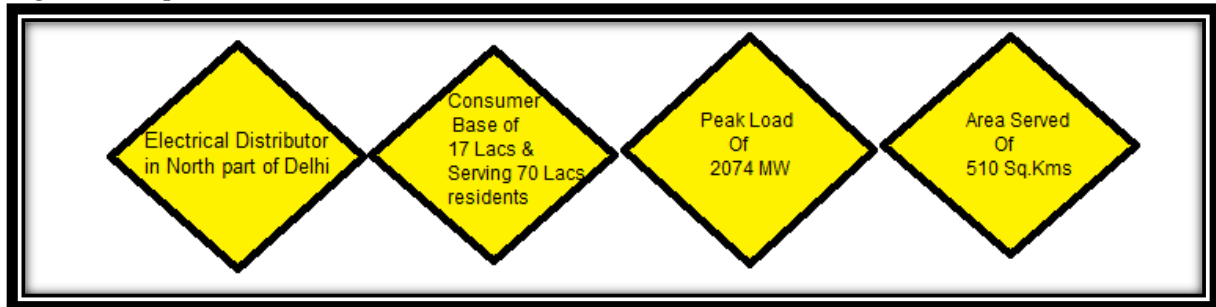 Electrical Distributor
in North part of Delhi
Consumer
Base of
17 Lacs &
Serving 70 Lacs
residents
Peak Load
Of
2074 MW
Area Served
Of
510 Sq.Kms